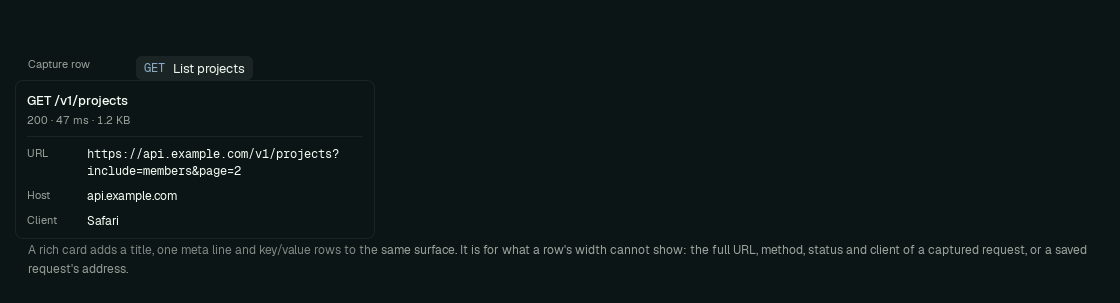 Capture row
GET List projects
GET /v1/projects
200 · 47 ms · 1.2 KB
URL https://api.example.com/v1/projects?
include=members&page=2
Host api.example.com
Client Safari
A rich card adds a title, one meta line and key/value rows to the same surface. It is for what a row's width cannot show: the full URL, method, status and client of a captured request, or a saved
request's address.